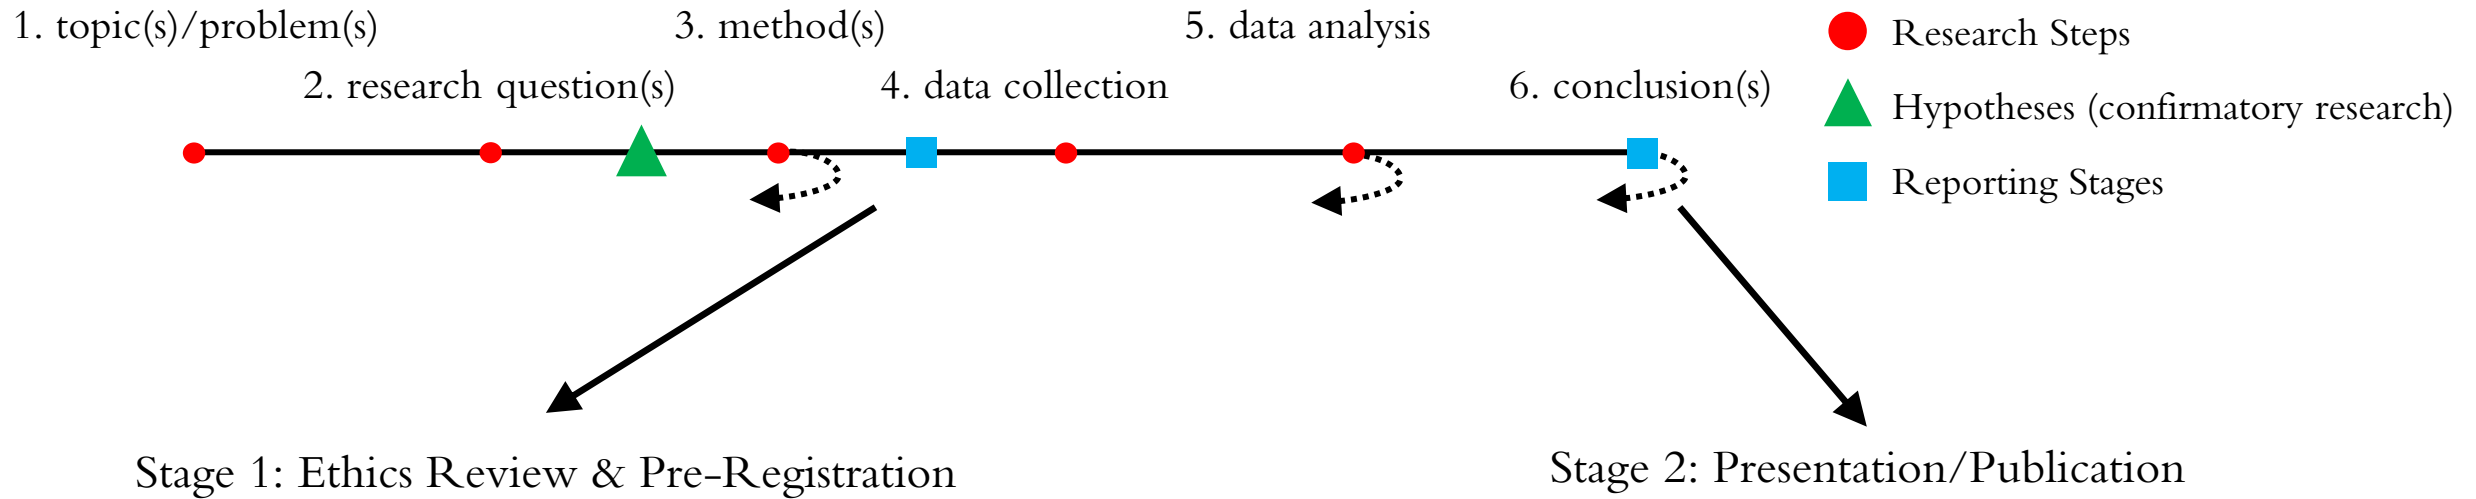 1. topic(s)/problem(s)
2. research question(s)
3. method(s)
4. data collection
5. data analysis
6. conclusion(s)
Research Steps
Hypotheses (confirmatory research)
Reporting Stages
Stage 1: Ethics Review & Pre-Registration
Stage 2: Presentation/Publication